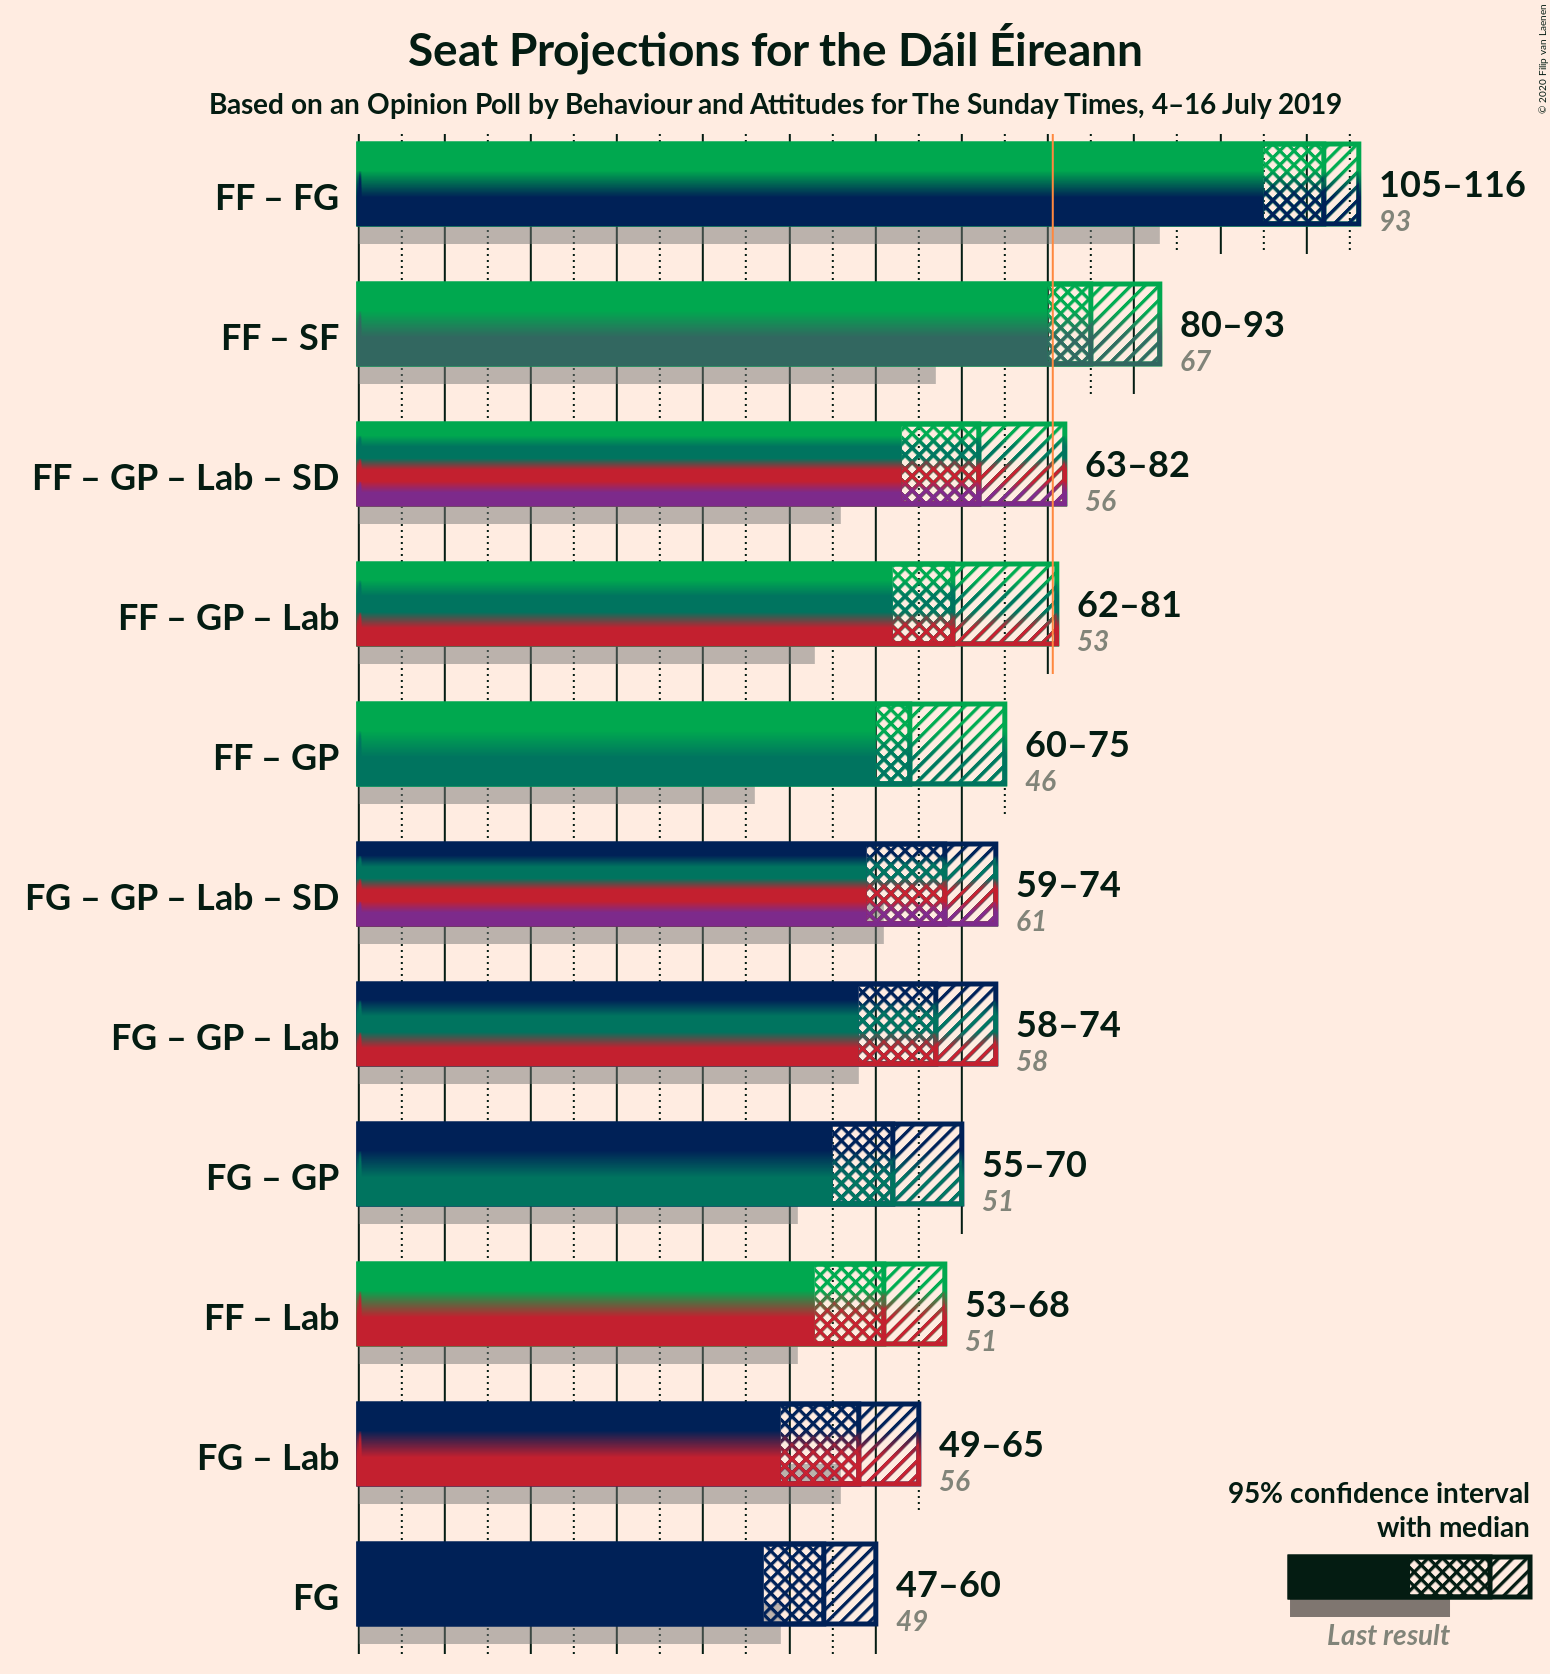 Seat Projections for the Dáil Éireann
Based on an Opinion Poll by Behaviour and Attitudes for The Sunday Times, 4–16 July 2019
© 2020 Filip van Laenen
FF – FG
105–116
93
FF – SF
80–93
67
FF – GP – Lab – SD
63–82
56
FF – GP – Lab
62–81
53
FF – GP
60–75
46
FG – GP – Lab – SD
59–74
61
FG – GP – Lab
58–74
58
FG – GP
55–70
51
FF – Lab
53–68
51
FG – Lab
49–65
56
FG
47–60
49
95% confidence interval
with median
Last result